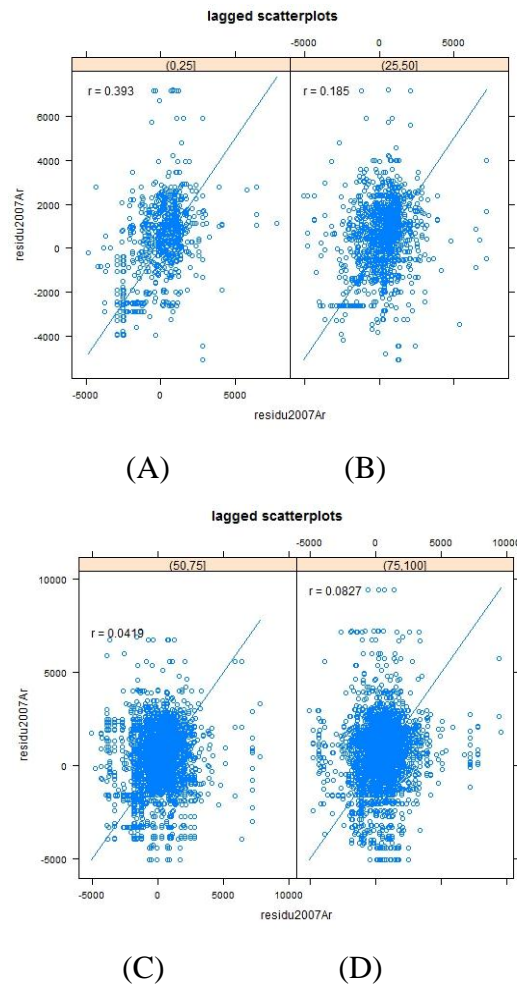 lagged scatterplots
-5000 0 5000
(0,25] (25,50]
r = 0.393 r = 0.185
6000
4000
2000
0
-2000
-4000
residu2007Ar
-5000 0 5000
residu2007Ar
(A) (B)
lagged scatterplots
-5000 0 5000 10000
(50,75] (75,100]
10000
r = 0.0419 r = 0.0827
5000
0
-5000
residu2007Ar
-5000 0 5000 10000
residu2007Ar
(C) (D)